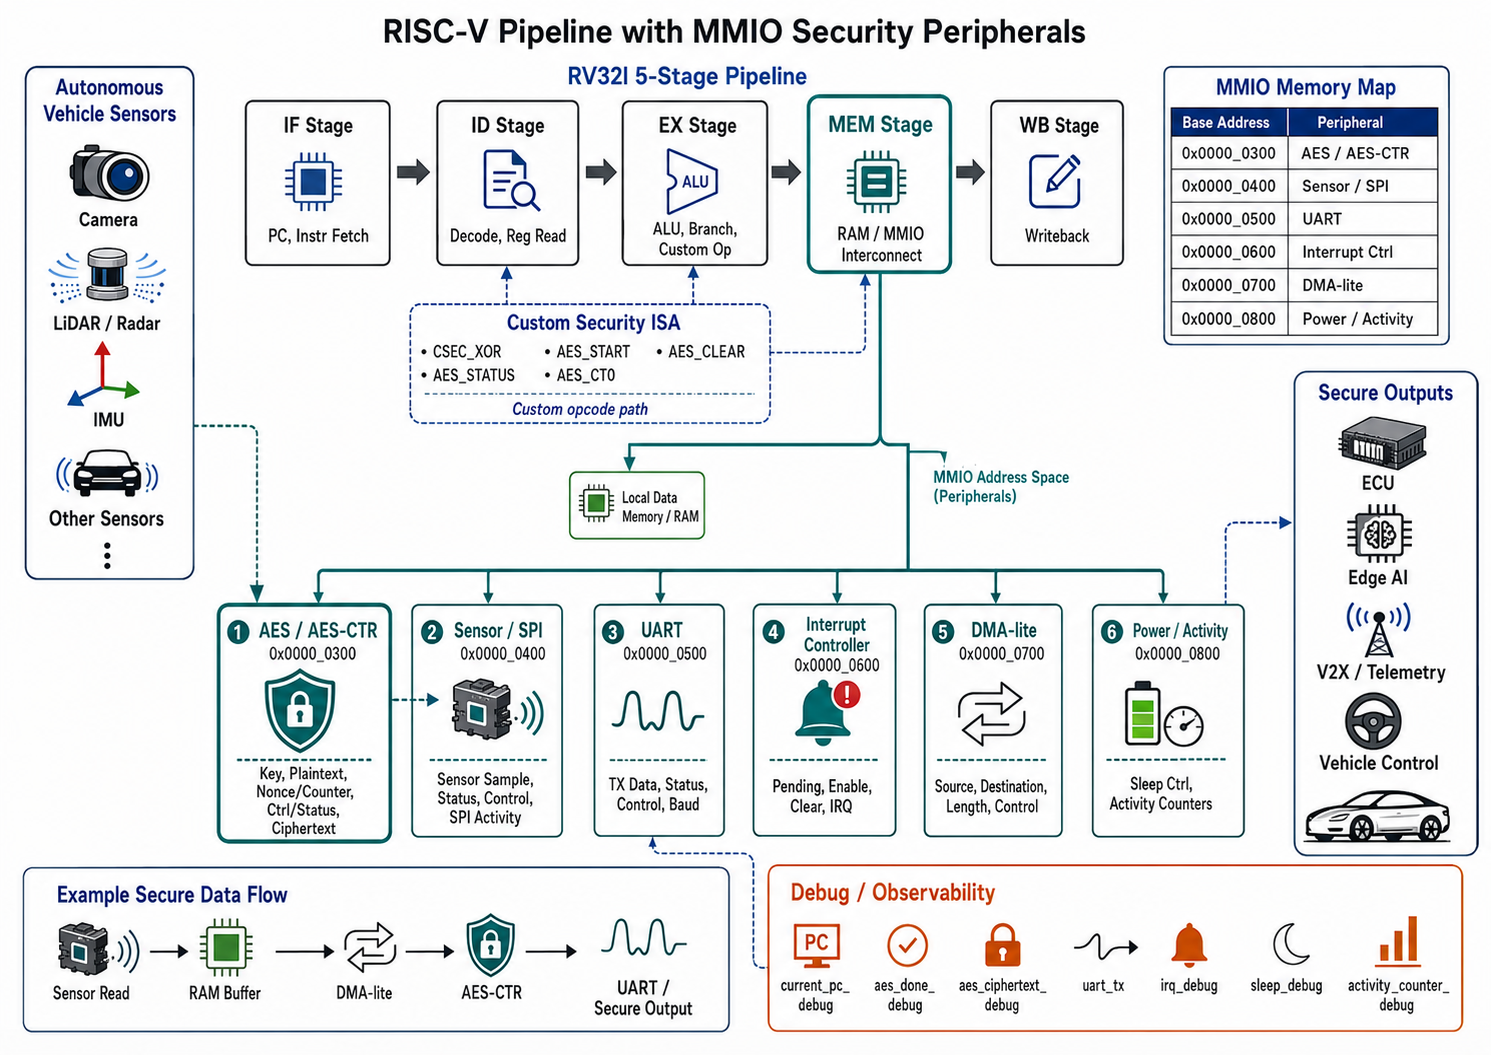 RISC-V Pipeline with MMIO Security Peripherals
Autonomous
Vehicle Sensors
Camera
LiDAR / Radar
IMU
Other Sensors
RV32I 5-Stage Pipeline
IF Stage
PC, Instr Fetch
ID Stage
Decode, Reg Read
EX Stage
ALU
ALU, Branch,
Custom Op
MEM Stage
RAM / MMIO
Interconnect
WB Stage
Writeback
MMIO Memory Map
Base Address Peripheral
0x0000_0300 AES / AES-CTR
0x0000_0400 Sensor / SPI
0x0000_0500 UART
0x0000_0600 Interrupt Ctrl
0x0000_0700 DMA-lite
0x0000_0800 Power / Activity
Custom Security ISA
• CSEC_XOR • AES_START • AES_CLEAR
• AES_STATUS • AES_CT0
Custom opcode path
Local Data
Memory / RAM
MMIO Address Space
(Peripherals)
Secure Outputs
ECU
Edge AI
V2X / Telemetry
Vehicle Control
1 AES / AES-CTR
0x0000_0300
Key, Plaintext,
Nonce/Counter,
Ctrl/Status,
Ciphertext
2 Sensor / SPI
0x0000_0400
Sensor Sample,
Status, Control,
SPI Activity
3 UART
0x0000_0500
TX Data, Status,
Control, Baud
4 Interrupt
Controller
0x0000_0600
!
Pending, Enable,
Clear, IRQ
5 DMA-lite
0x0000_0700
Source, Destination,
Length, Control
6 Power / Activity
0x0000_0800
Sleep Ctrl,
Activity Counters
Example Secure Data Flow
Sensor Read
RAM Buffer
DMA-lite
AES-CTR
UART /
Secure Output
Debug / Observability
PC
current_pc_
debug
aes_done_
debug
aes_ciphertext_
debug
uart_tx
irq_debug
sleep_debug
activity_counter_
debug